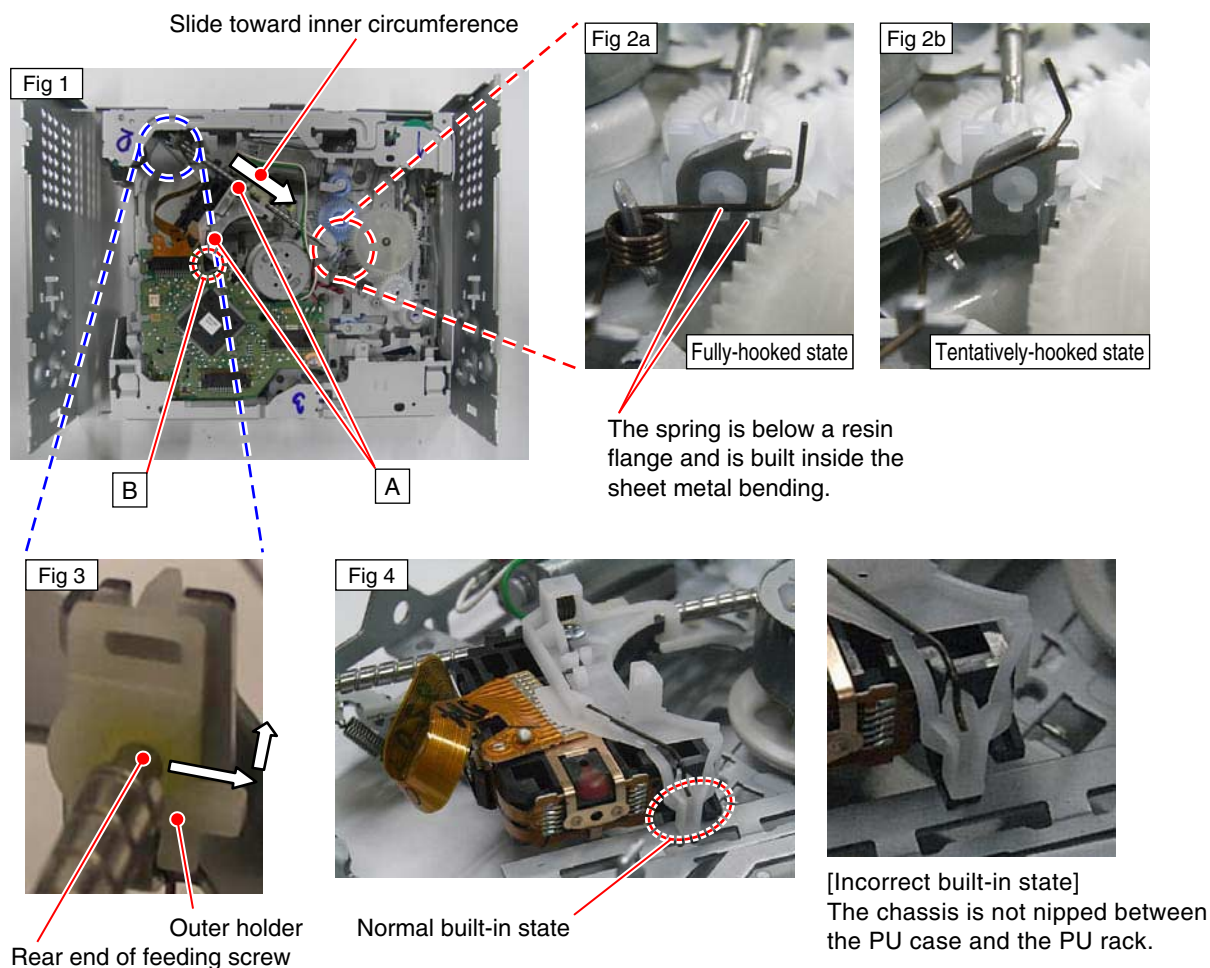 Slide toward inner circumference
Fig 1
Fig 2a
Fig 2b
Fully-hooked state
Tentatively-hooked state
The spring is below a resin
flange and is built inside the
sheet metal bending.
B
A
3
Fig 3
Fig 4
Outer holder
Rear end of feeding screw
Normal built-in state
[Incorrect built-in state]
The chassis is not nipped between
the PU case and the PU rack.